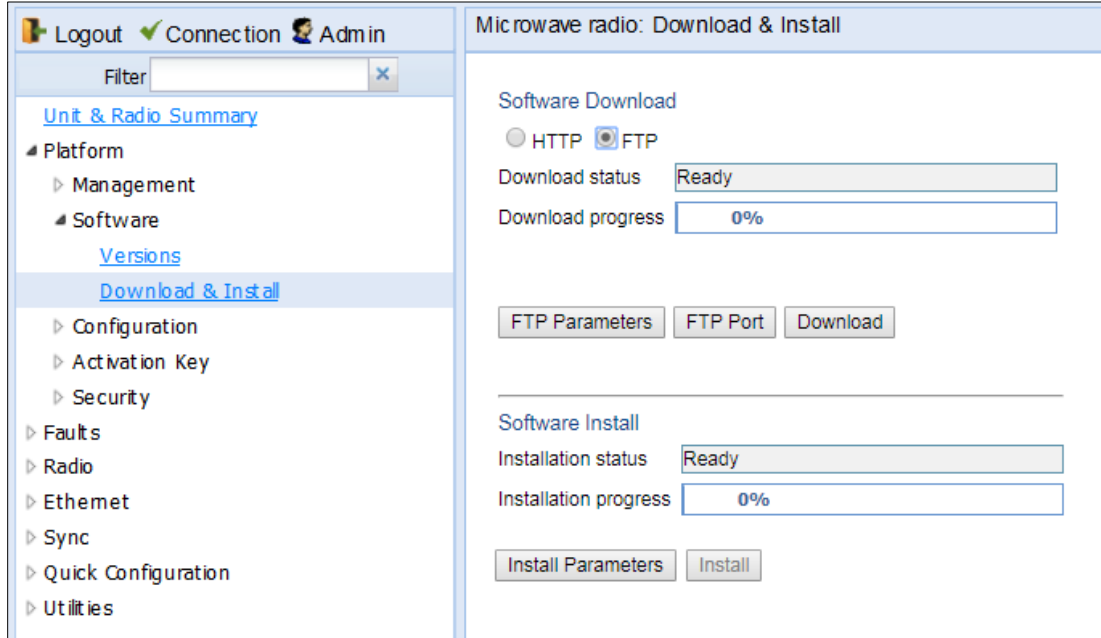 Logout Connection Admin
Filter
Unit & Radio Summary
Platform
Management
Software
Versions
Download & Install
Configuration
Activation Key
Security
Faults
Radio
Ethernet
Sync
Quick Configuration
Utilities
Microwave radio: Download & Install
Software Download
HTTP FTP
Download status Ready
Download progress 0%
FTP Parameters FTP Port Download
Software Install
Installation status Ready
Installation progress 0%
Install Parameters Install